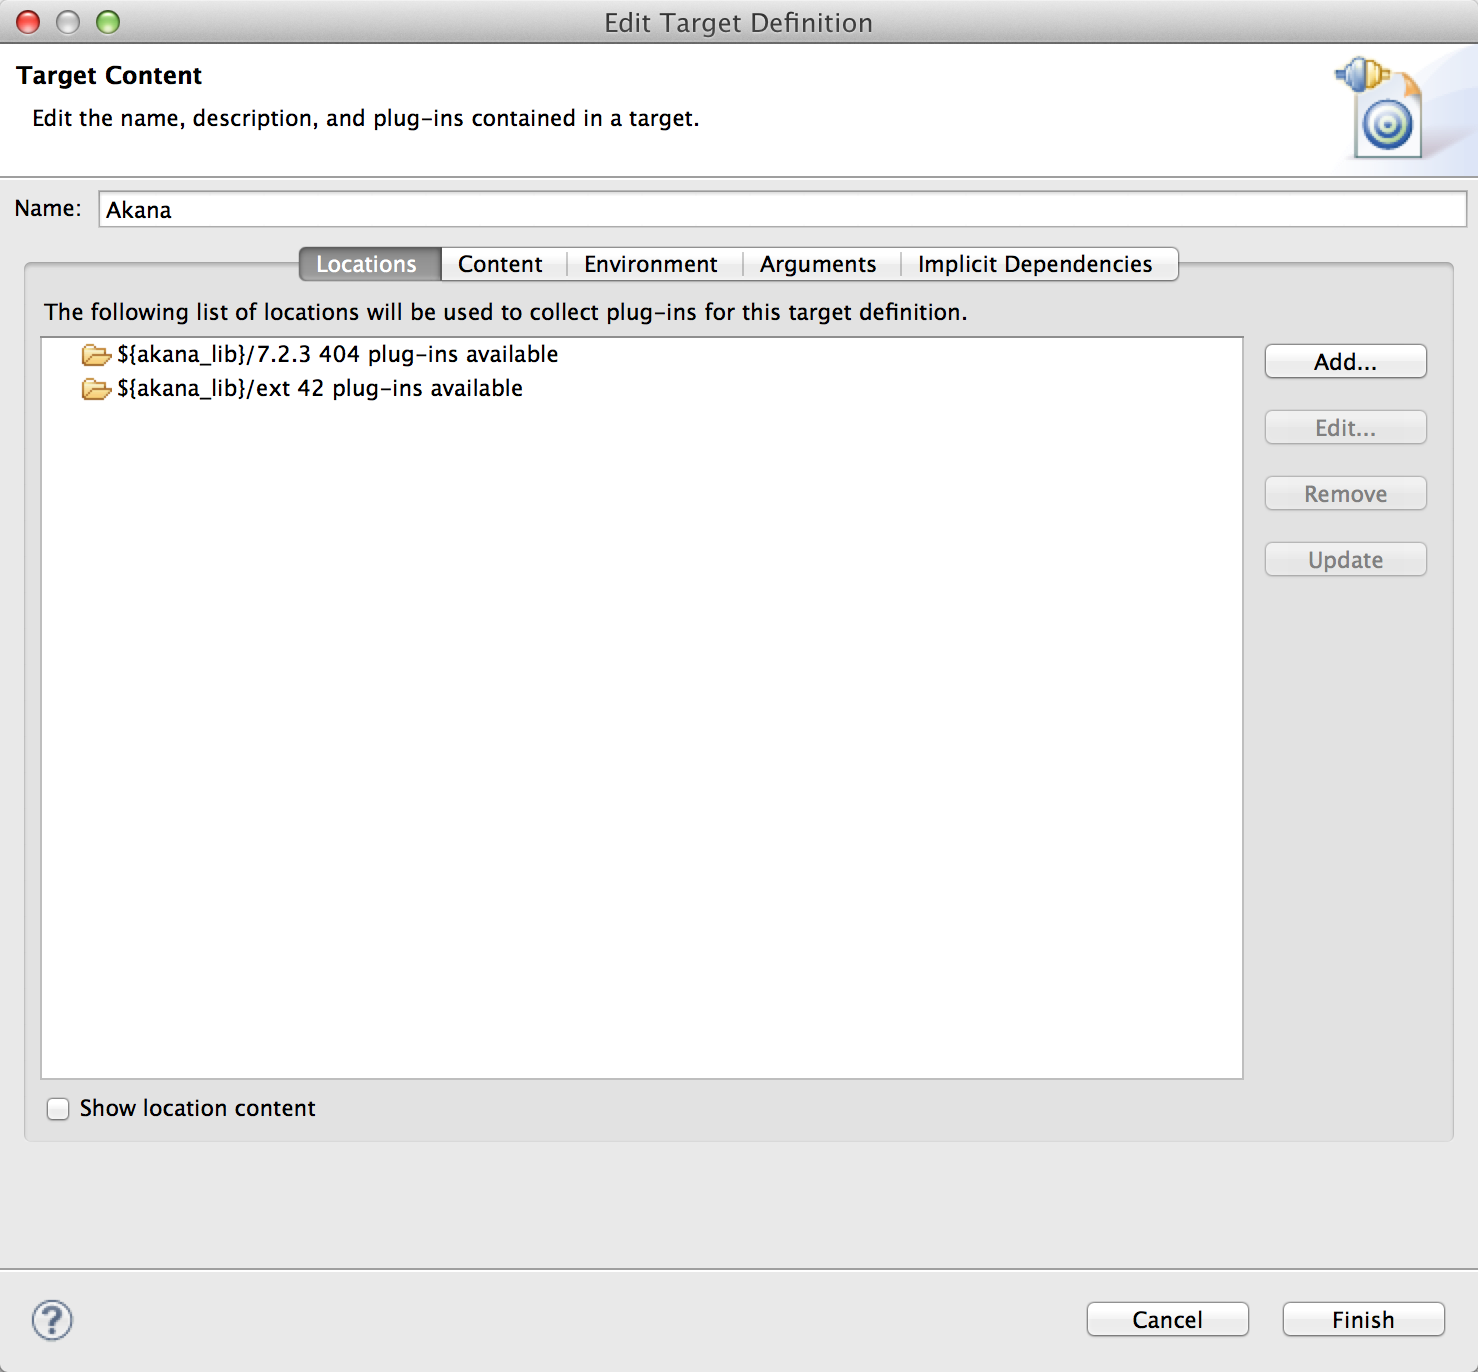 Edit Target Definition
Target Content
Edit the name, description, and plug-ins contained in a target.
Name: Akana
Locations Content Environment Arguments Implicit Dependencies
The following list of locations will be used to collect plug-ins for this target definition.
${akana_lib}/7.2.3 404 plug-ins available
${akana_lib}/ext 42 plug-ins available
Add...
Edit...
Remove
Update
Show location content
?
Cancel Finish